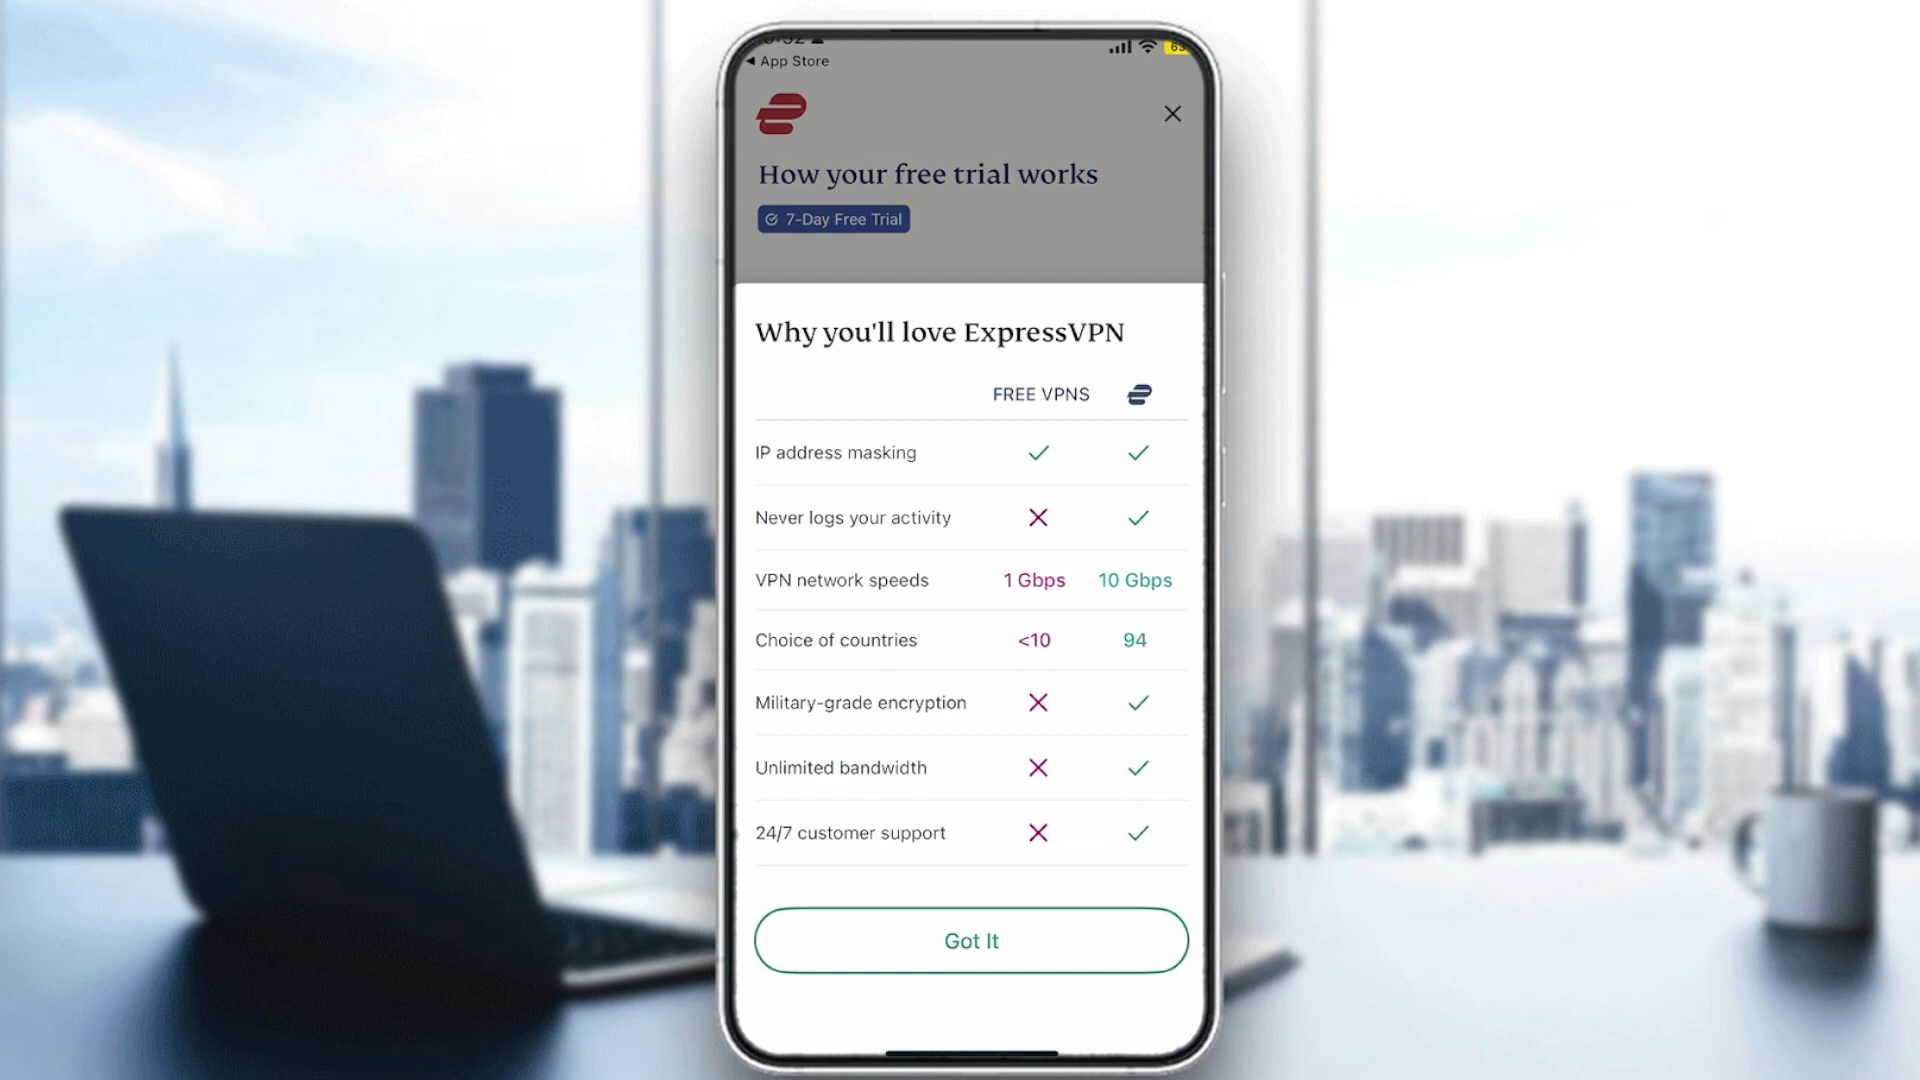 App Store
63
How your free trial works
7-Day Free Trial
Why you'll love ExpressVPN
FREE VPNS
IP address masking
Never logs your activity
VPN network speeds 1 Gbps 10 Gbps
Choice of countries <10 94
Military-grade encryption
Unlimited bandwidth
24/7 customer support
Got It